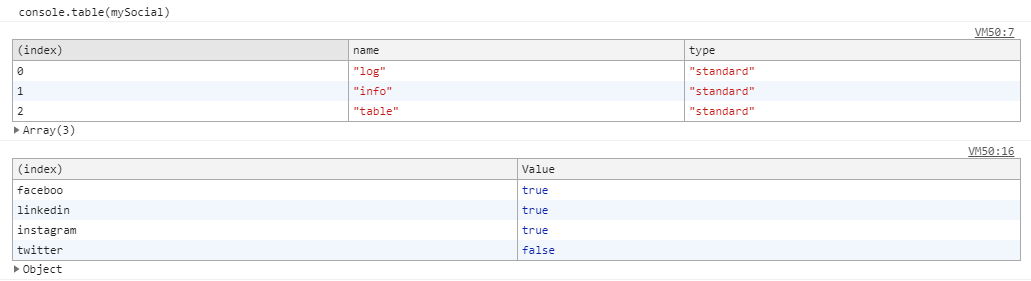 console.table(mySocial)
VM50:7
(index) name type
0 "log" "standard"
1 "info" "standard"
2 "table" "standard"
Array(3)
VM50:16
(index) Value
faceboo true
linkedin true
instagram true
twitter false
Object